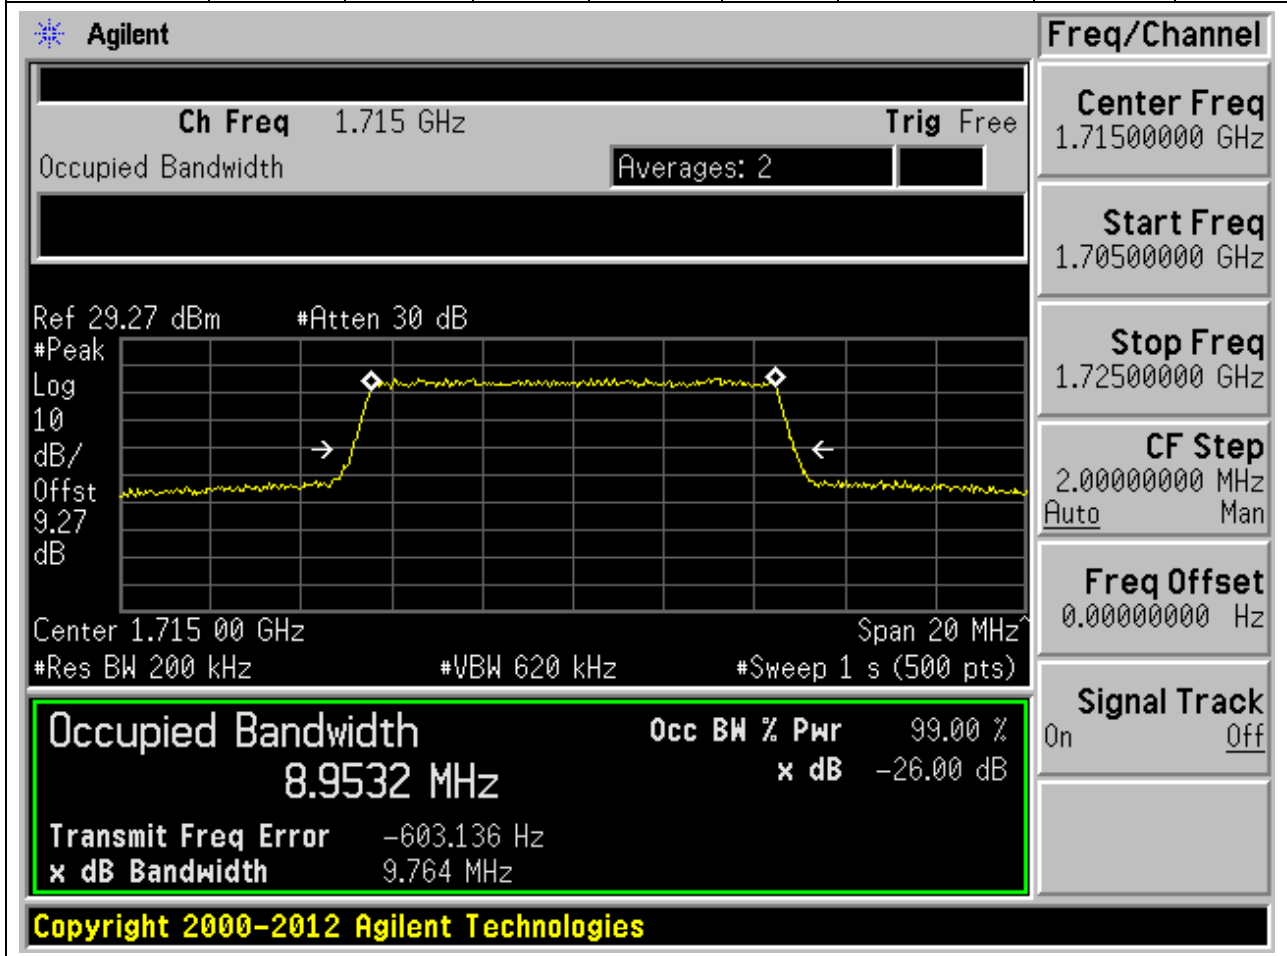 Agilent
Freq/Channel
Ch Freq 1.715 GHz Trig Free
Occupied Bandwidth Averages: 2
Ref 29.27 dBm #Atten 30 dB
#Peak
Log
10
dB/
Offst
9.27
dB
Center 1.715 00 GHz Span 20 MHz^
#Res BW 200 kHz #VBW 620 kHz #Sweep 1 s (500 pts)
Occupied Bandwidth
8.9532 MHz
Occ BW % Pwr 99.00 %
x dB -26.00 dB
Transmit Freq Error -603.136 Hz
x dB Bandwidth 9.764 MHz
Copyright 2000-2012 Agilent Technologies
Center Freq
1.71500000 GHz
Start Freq
1.70500000 GHz
Stop Freq
1.72500000 GHz
CF Step
2.00000000 MHz
Auto Man
Freq Offset
0.00000000 Hz
Signal Track
On Off